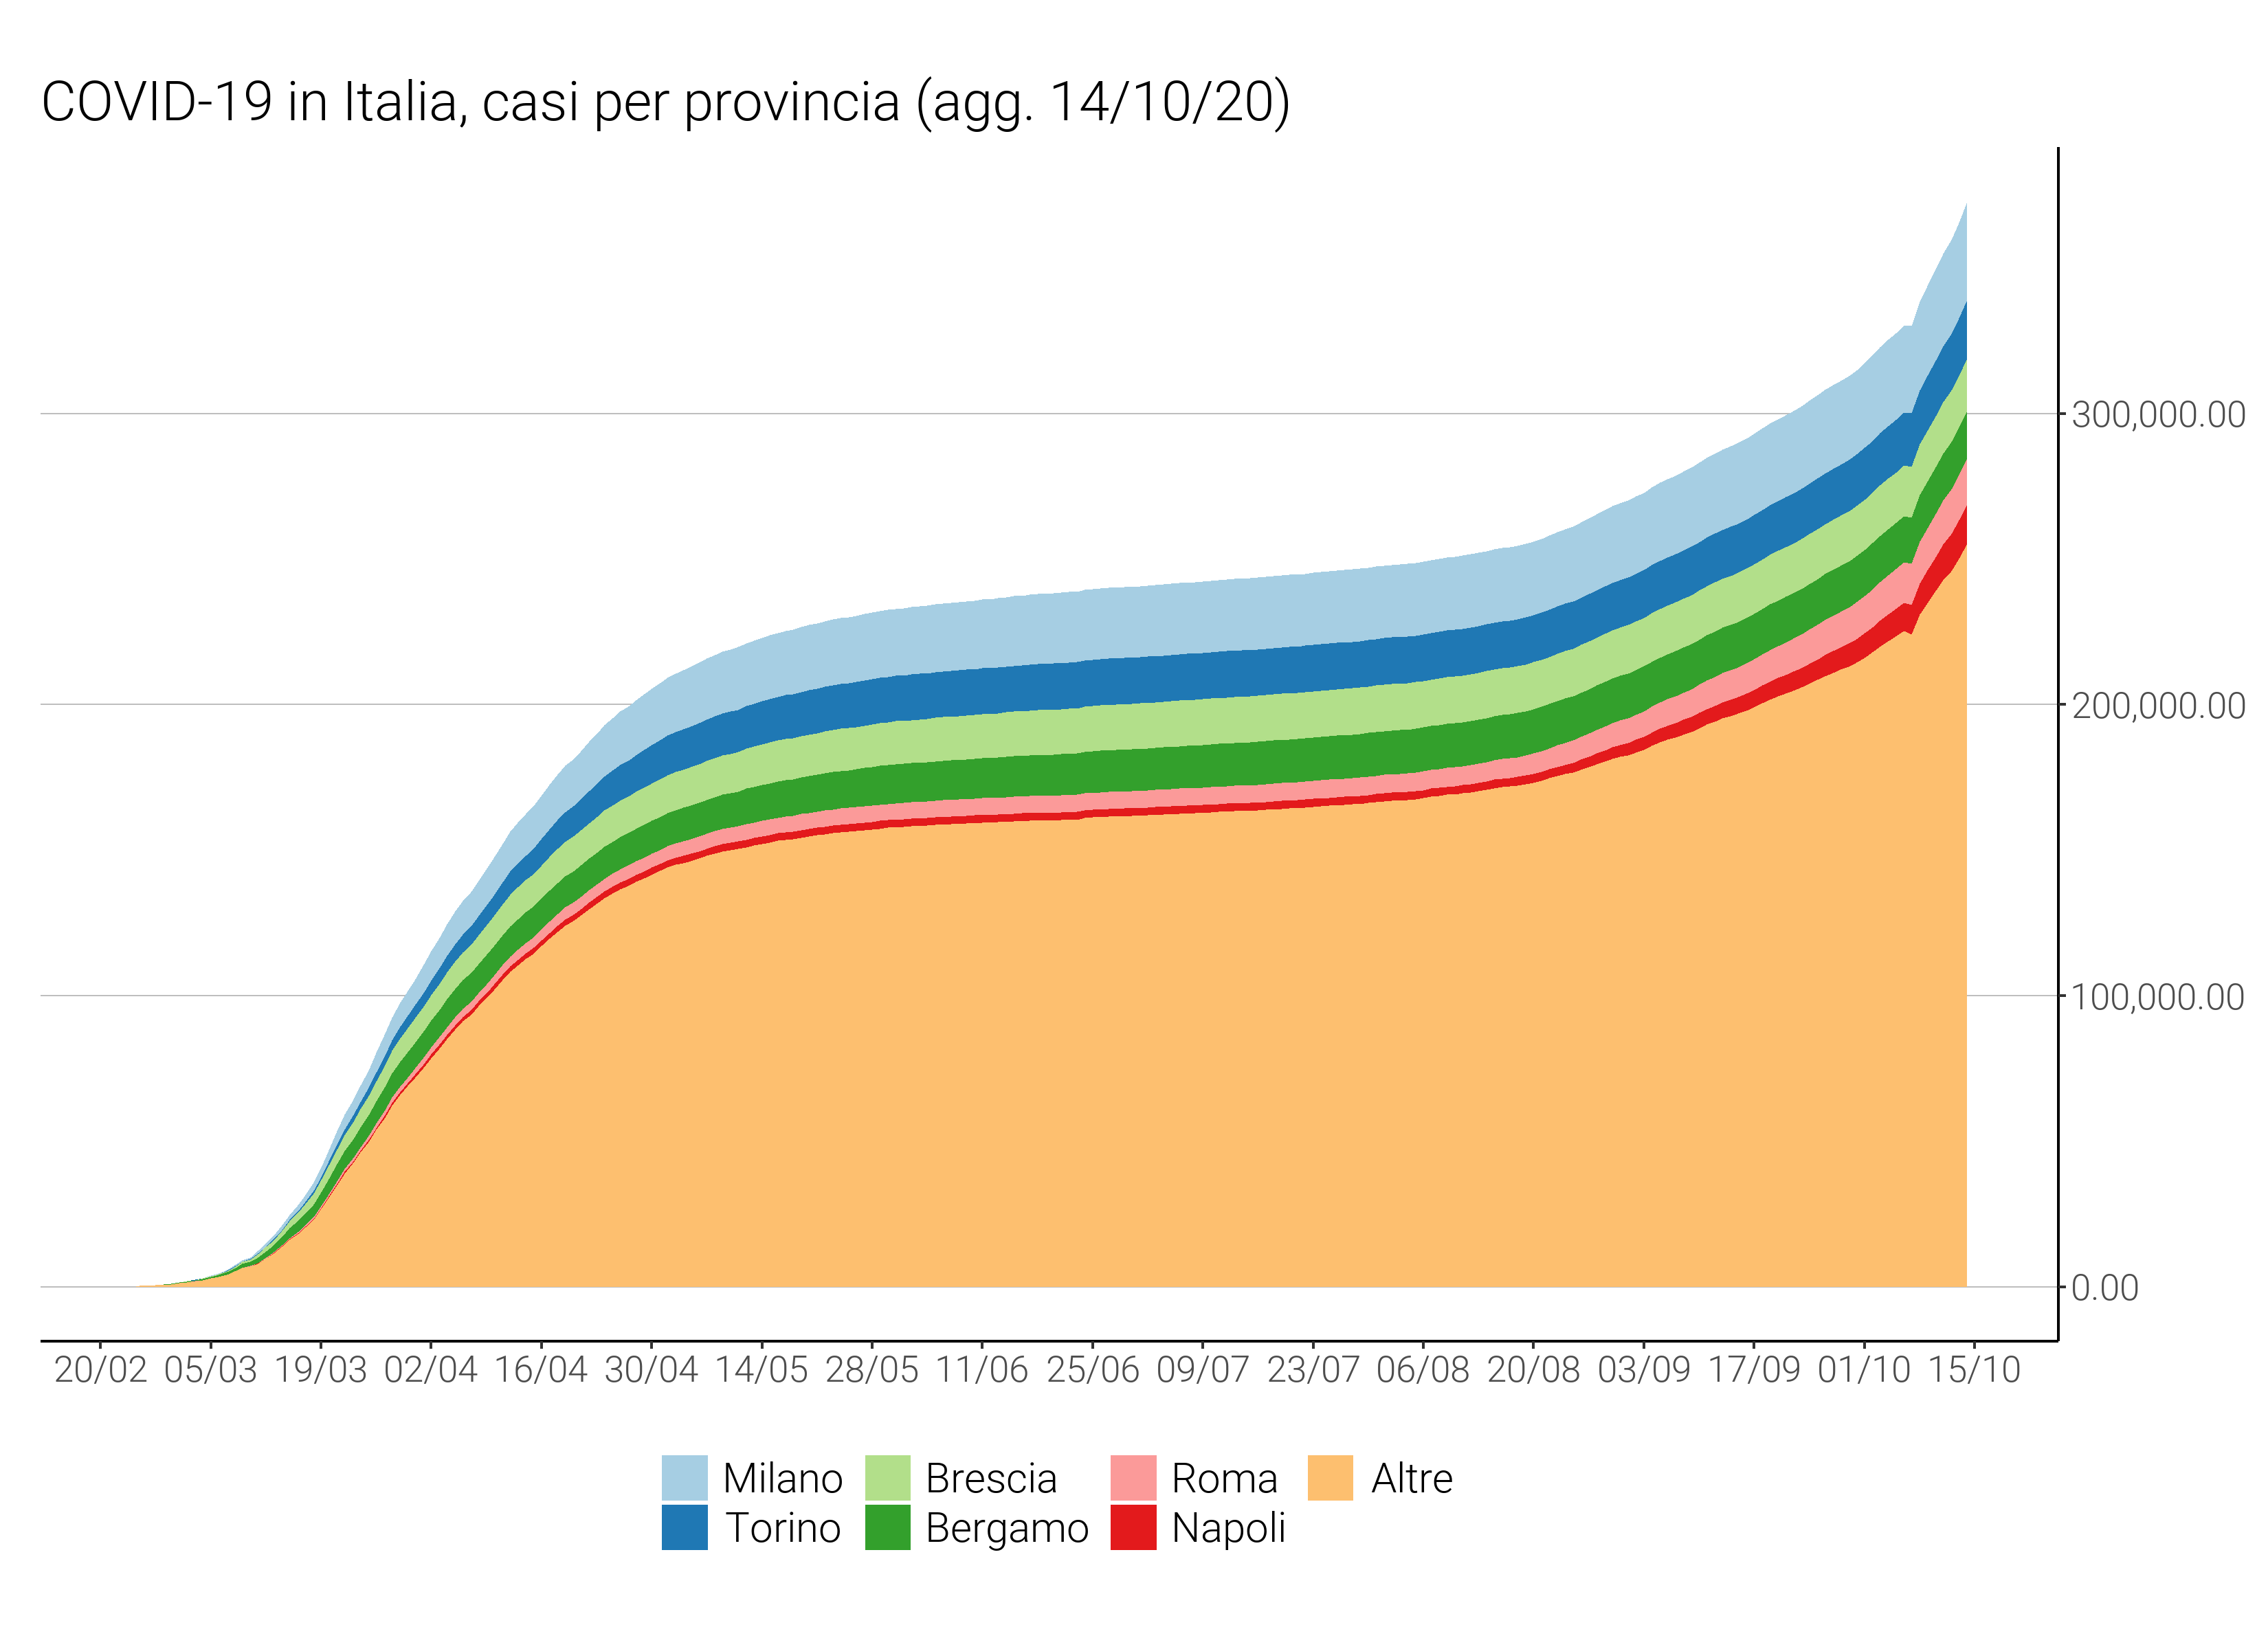 COVID-19 in Italia, casi per provincia (agg. 14/10/20)
300,000.00
200,000.00
100,000.00
0.00
20/02 05/03 19/03 02/04 16/04 30/04 14/05 28/05 11/06 25/06 09/07 23/07 06/08 20/08 03/09 17/09 01/10 15/10
Milano Brescia Roma Altre
Torino Bergamo Napoli